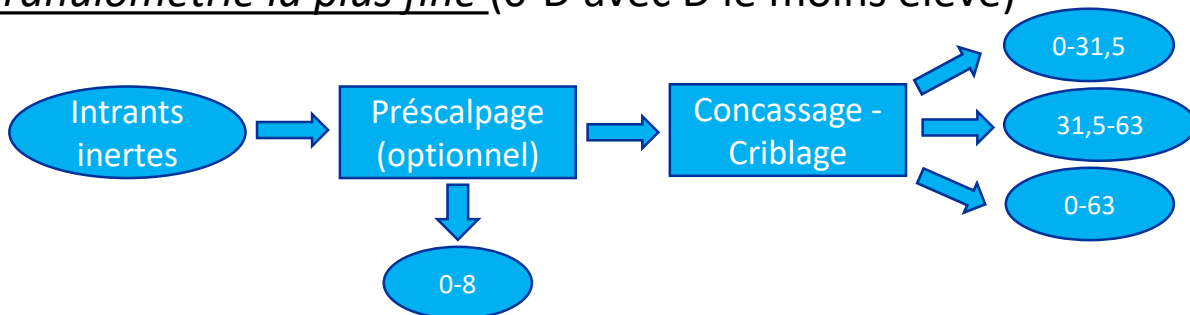 granulométrie la plus fine (0-D avec D le moins élevé)
0-31,5
Intrants
inertes
Préscalpage
(optionnel)
Concassage -
Criblage
31,5-63
0-63
0-8